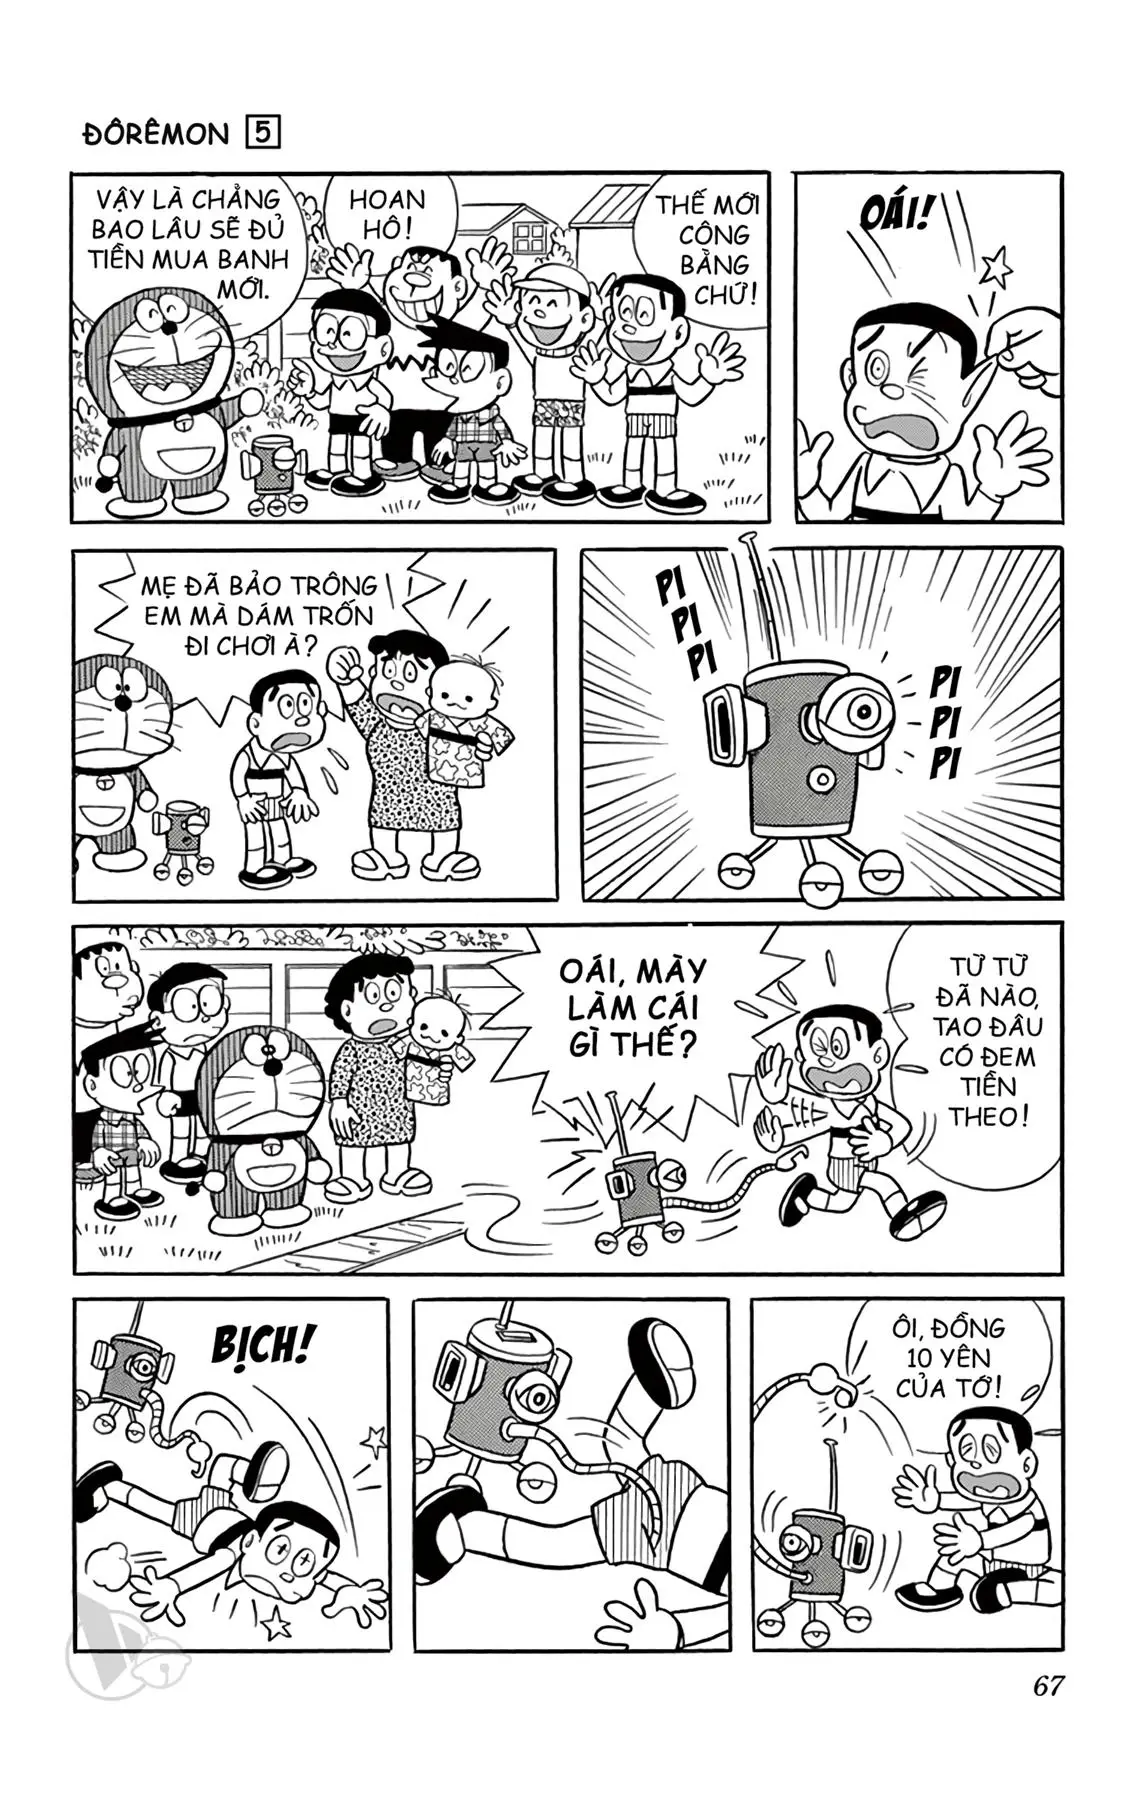 ĐÔRÊMON 5
VẬY LÀ CHẲNG
BAO LÂU SẼ ĐỦ
TIỀN MUA BANH
MỚI.
HOAN
HÔ!
THẾ MỚI
CÔNG
BẰNG
CHỨ!
OÁI!
MẸ ĐÃ BẢO TRÔNG
EM MÀ DÁM TRỐN
ĐI CHƠI À?
PI
PI
PI
PI
PI
PI
OÁI, MÀY
LÀM CÁI
GÌ THẾ?
TỪ TỪ
ĐÃ NÀO,
TAO ĐÂU
CÓ ĐEM
TIỀN
THEO!
BỊCH!
ÔI, ĐỒNG
10 YÊN
CỦA TỚ!
67